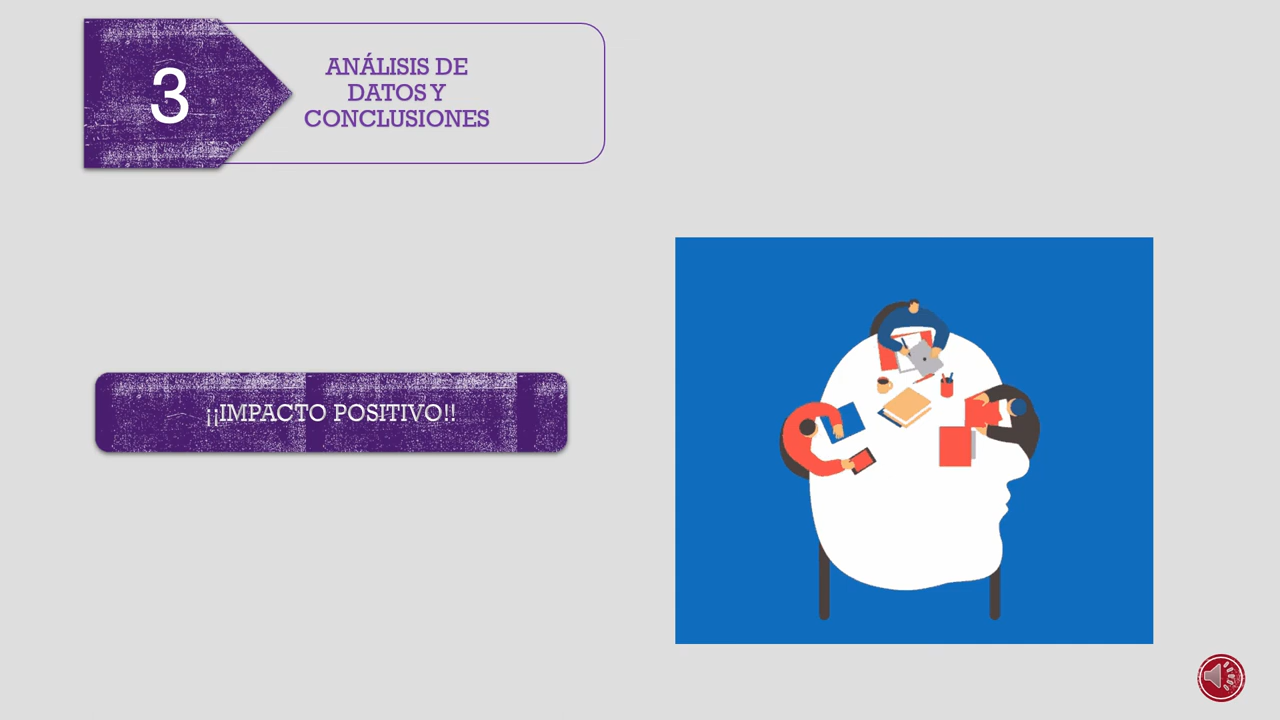 3
ANÁLISIS DE
DATOS Y
CONCLUSIONES
¡¡IMPACTO POSITIVO!!